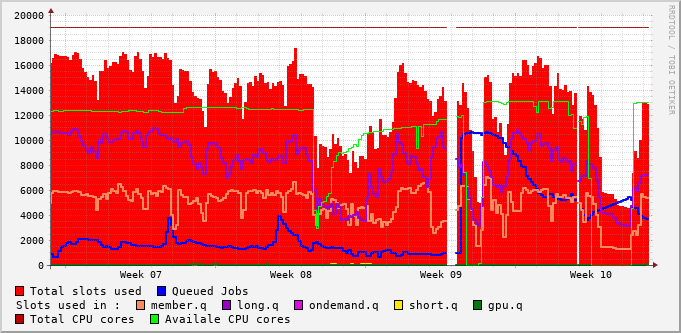 20000
18000
16000
14000
12000
10000
8000
6000
4000
2000
0
Week 07 Week 08 Week 09 Week 10
Total slots used Queued Jobs
Slots used in : member.q long.q ondemand.q short.q gpu.q
Total CPU cores Availale CPU cores
RRDTOOL / TOBI OETIKER